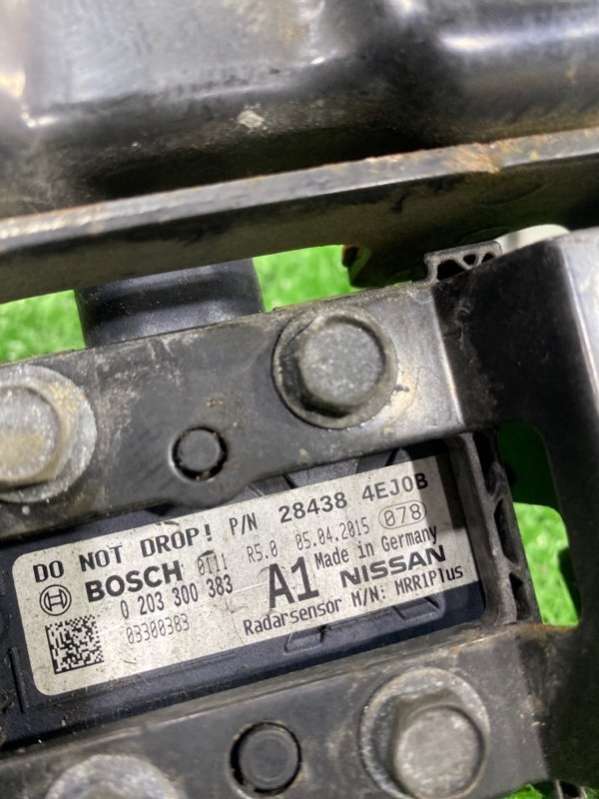 DO NOT DROP! P/N 28438 4EJ0B
BOSCH 0111 R5.0 05.04.2015 078
0 203 300 383 A1 Made in Germany
03300383 NISSAN
Radarsensor M/N: MRR1Plus